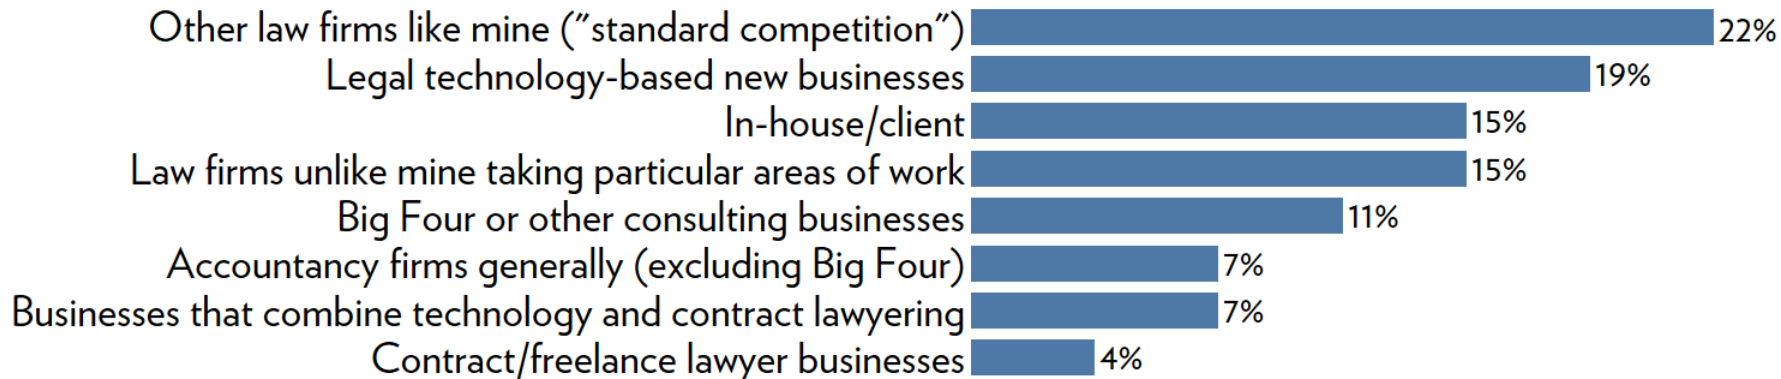 Other law firms like mine ("standard competition") 22%
Legal technology-based new businesses 19%
In-house/client 15%
Law firms unlike mine taking particular areas of work 15%
Big Four or other consulting businesses 11%
Accountancy firms generally (excluding Big Four) 7%
Businesses that combine technology and contract lawyering 7%
Contract/freelance lawyer businesses 4%